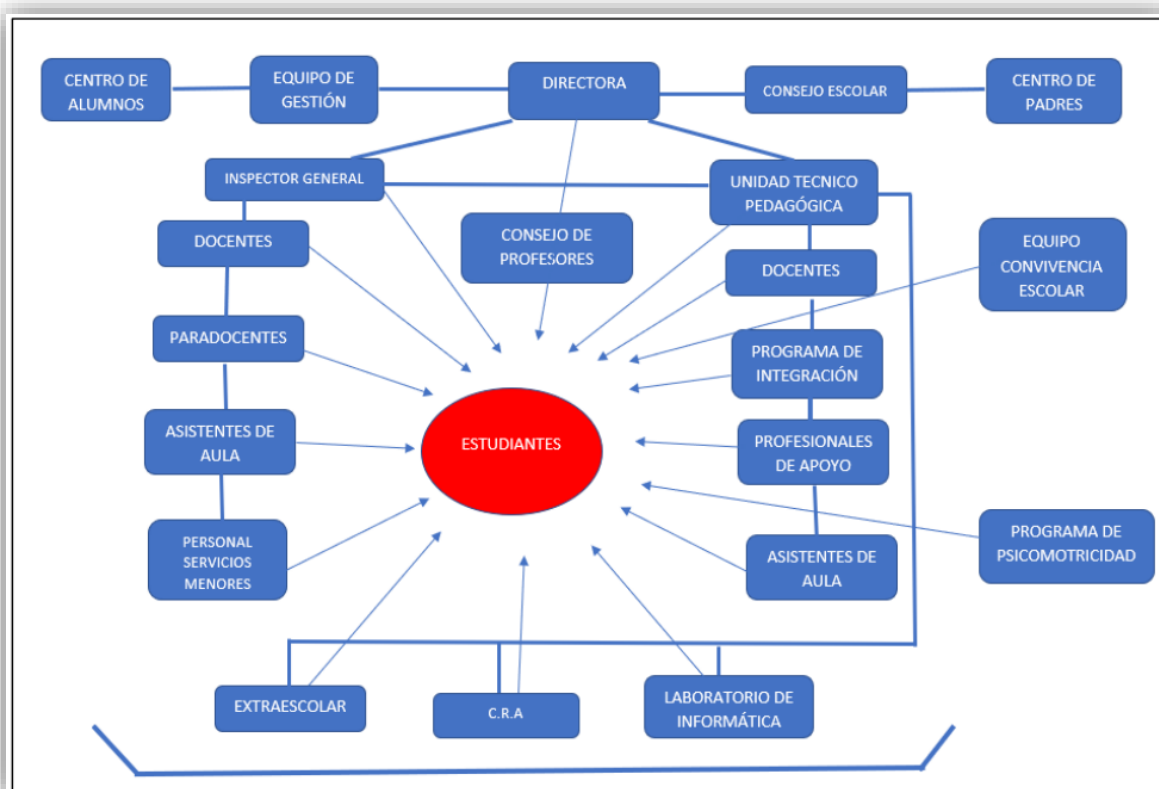 CENTRO DE
ALUMNOS
EQUIPO DE
GESTIÓN
DIRECTORA
CONSEJO ESCOLAR
CENTRO DE
PADRES
INSPECTOR GENERAL
UNIDAD TECNICO
PEDAGÓGICA
DOCENTES
CONSEJO DE
PROFESORES
DOCENTES
EQUIPO
CONVIVENCIA
ESCOLAR
PARADOCENTES
PROGRAMA DE
INTEGRACIÓN
ASISTENTES DE
AULA
ESTUDIANTES
PROFESIONALES
DE APOYO
PERSONAL
SERVICIOS
MENORES
ASISTENTES DE
AULA
PROGRAMA DE
PSICOMOTRICIDAD
EXTRAESCOLAR
C.R.A
LABORATORIO DE
INFORMÁTICA